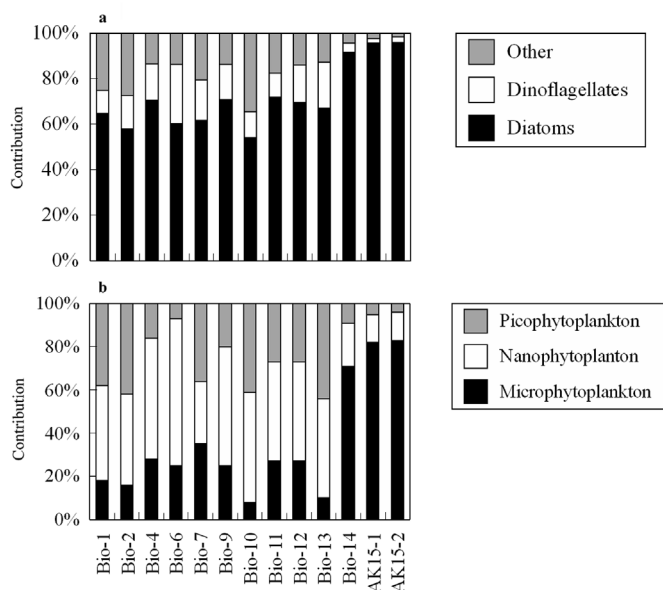 a
100%
80%
60%
40%
20%
0%
Contribution
Other
Dinoflagellates
Diatoms
b
100%
80%
60%
40%
20%
0%
Contribution
Picophytoplankton
Nanophytoplanton
Microphytoplankton
Bio-1
Bio-2
Bio-4
Bio-6
Bio-7
Bio-9
Bio-10
Bio-11
Bio-12
Bio-13
Bio-14
AK15-1
AK15-2